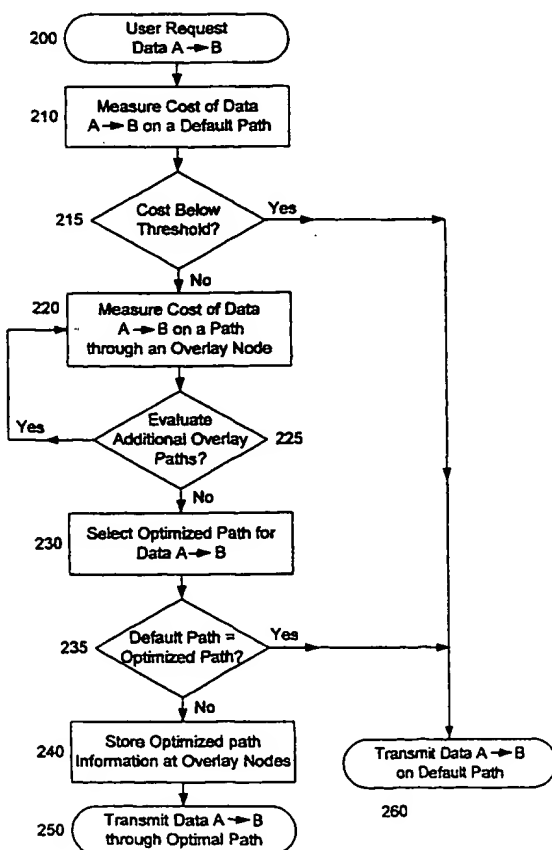 200
User Request
Data A → B
210
Measure Cost of Data
A → B on a Default Path
215
Cost Below
Threshold?
Yes
No
220
Measure Cost of Data
A → B on a Path
through an Overlay Node
Yes
Evaluate
Additional Overlay
Paths?
225
No
230
Select Optimized Path for
Data A → B
235
Default Path =
Optimized Path?
Yes
No
240
Store Optimized path
Information at Overlay Nodes
Transmit Data A → B
on Default Path
260
250
Transmit Data A → B
through Optimal Path